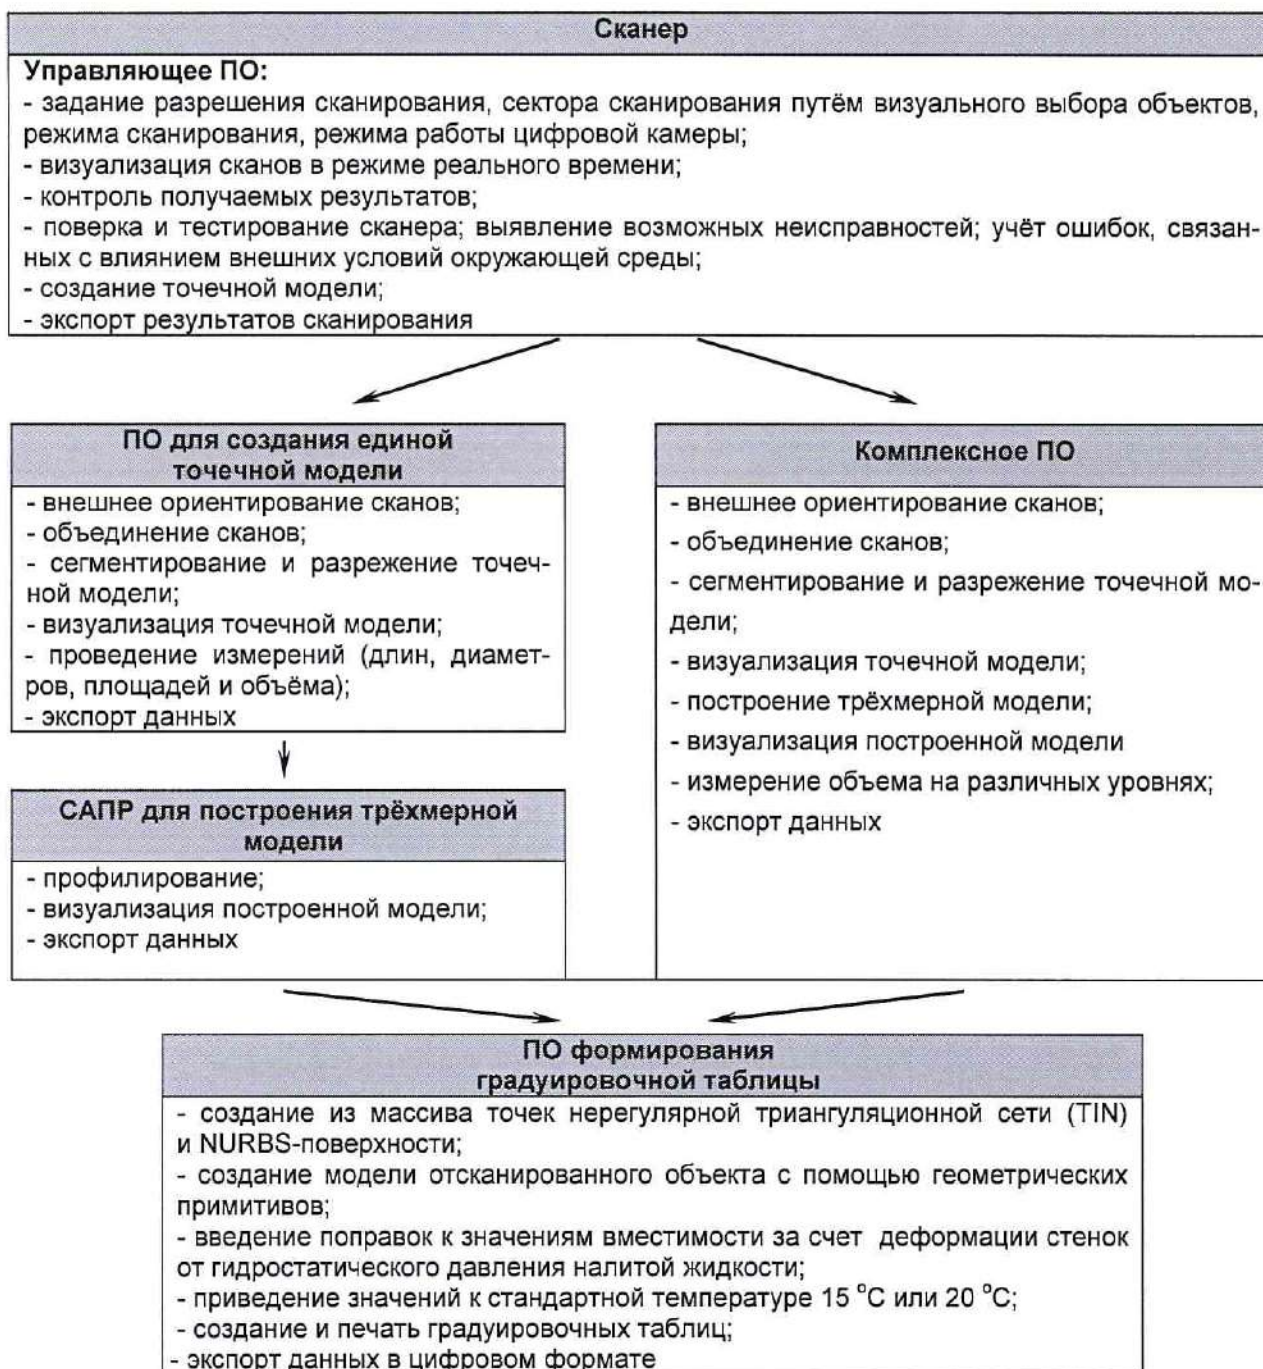 Сканер
Управляющее ПО:
- задание разрешения сканирования, сектора сканирования путём визуального выбора объектов,
режима сканирования, режима работы цифровой камеры;
- визуализация сканов в режиме реального времени;
- контроль получаемых результатов;
- поверка и тестирование сканера; выявление возможных неисправностей; учёт ошибок, связан-
ных с влиянием внешних условий окружающей среды;
- создание точечной модели;
- экспорт результатов сканирования
ПО для создания единой
точечной модели
- внешнее ориентирование сканов;
- объединение сканов;
- сегментирование и разрежение точеч-
ной модели;
- визуализация точечной модели;
- проведение измерений (длин, диамет-
ров, площадей и объёма);
- экспорт данных
САПР для построения трёхмерной
модели
- профилирование;
- визуализация построенной модели;
- экспорт данных
Комплексное ПО
- внешнее ориентирование сканов;
- объединение сканов;
- сегментирование и разрежение точечной мо-
дели;
- визуализация точечной модели;
- построение трёхмерной модели;
- визуализация построенной модели
- измерение объема на различных уровнях;
- экспорт данных
ПО формирования
градуировочной таблицы
- создание из массива точек нерегулярной триангуляционной сети (TIN)
и NURBS-поверхности;
- создание модели отсканированного объекта с помощью геометрических
примитивов;
- введение поправок к значениям вместимости за счет деформации стенок
от гидростатического давления налитой жидкости;
- приведение значений к стандартной температуре 15 °С или 20 °С;
- создание и печать градуировочных таблиц;
- экспорт данных в цифровом формате